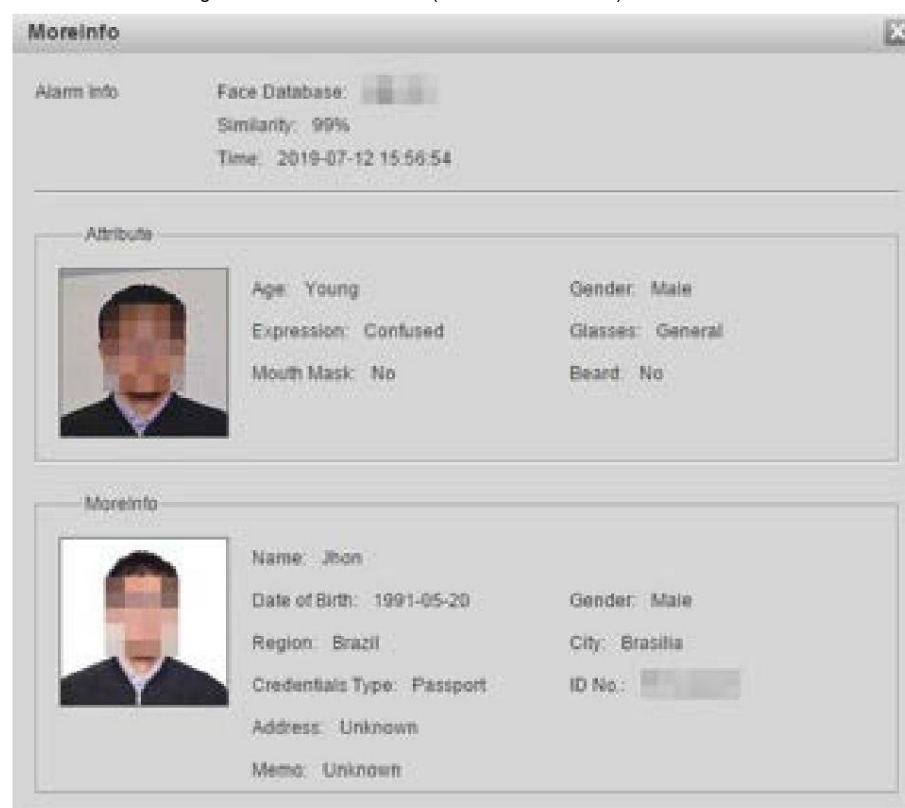 MoreInfo
Alarm Info Face Database:
Similarity: 99%
Time: 2019-07-12 15:56:54
Attribute
Age: Young Gender: Male
Expression: Confused Glasses: General
Mouth Mask: No Beard: No
MoreInfo
Name: Jhon
Date of Birth: 1991-05-20 Gender: Male
Region: Brazil City: Brasilia
Credentials Type: Passport ID No.:
Address: Unknown
Memo: Unknown